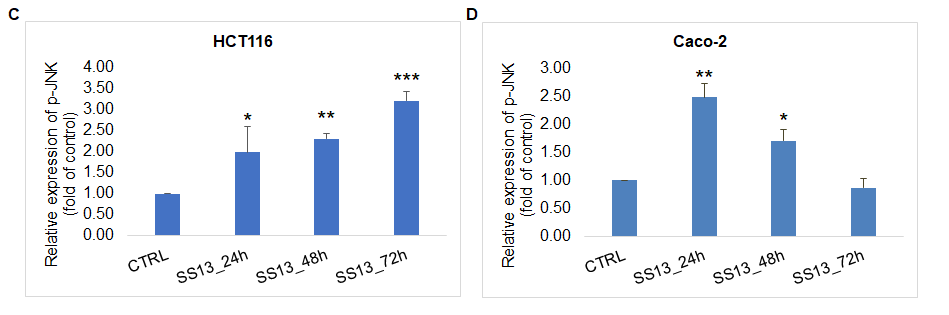 C
HCT116
Relative expression of p-JNK
(fold of control)
4.00
3.50
3.00
2.50
2.00
1.50
1.00
0.50
0.00
*
**
***
CTRL
SS13_24h
SS13_48h
SS13_72h
D
Caco-2
Relative expression of p-JNK
(fold of control)
3.00
2.50
2.00
1.50
1.00
0.50
0.00
**
*
CTRL
SS13_24h
SS13_48h
SS13_72h